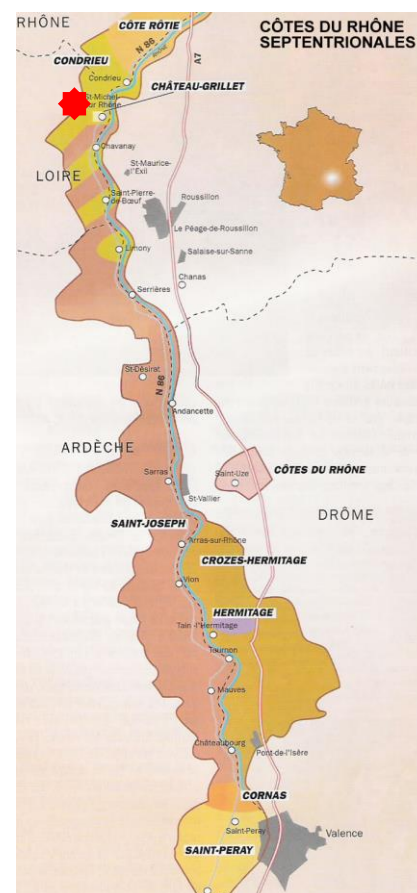 RHÔNE
CÔTES DU RHÔNE
SEPTENTRIONALES
CÔTE RÔTIE
N 86
A7
CONDRIEU
Condrieu
CHÂTEAU-GRILLET
St-Michel-
sur Rhône
Chavanay
St-Maurice-
l'Exil
LOIRE
Saint-Pierre-
de-Bœuf
Roussillon
Le Péage-de-Roussillon
Limony
Salaise-sur-Sanne
Chanas
Serrières
St-Désirat
N 86
Andancette
ARDÈCHE
CÔTES DU RHÔNE
Saint-Uze
Sarras
St-Vallier
DRÔME
SAINT-JOSEPH
Arras-sur-Rhône
CROZES-HERMITAGE
Vion
HERMITAGE
Tain-l'Hermitage
Tournon
Mauves
Châteaubourg
Pont-de-l'Isère
CORNAS
Saint-Peray
Valence
SAINT-PERAY